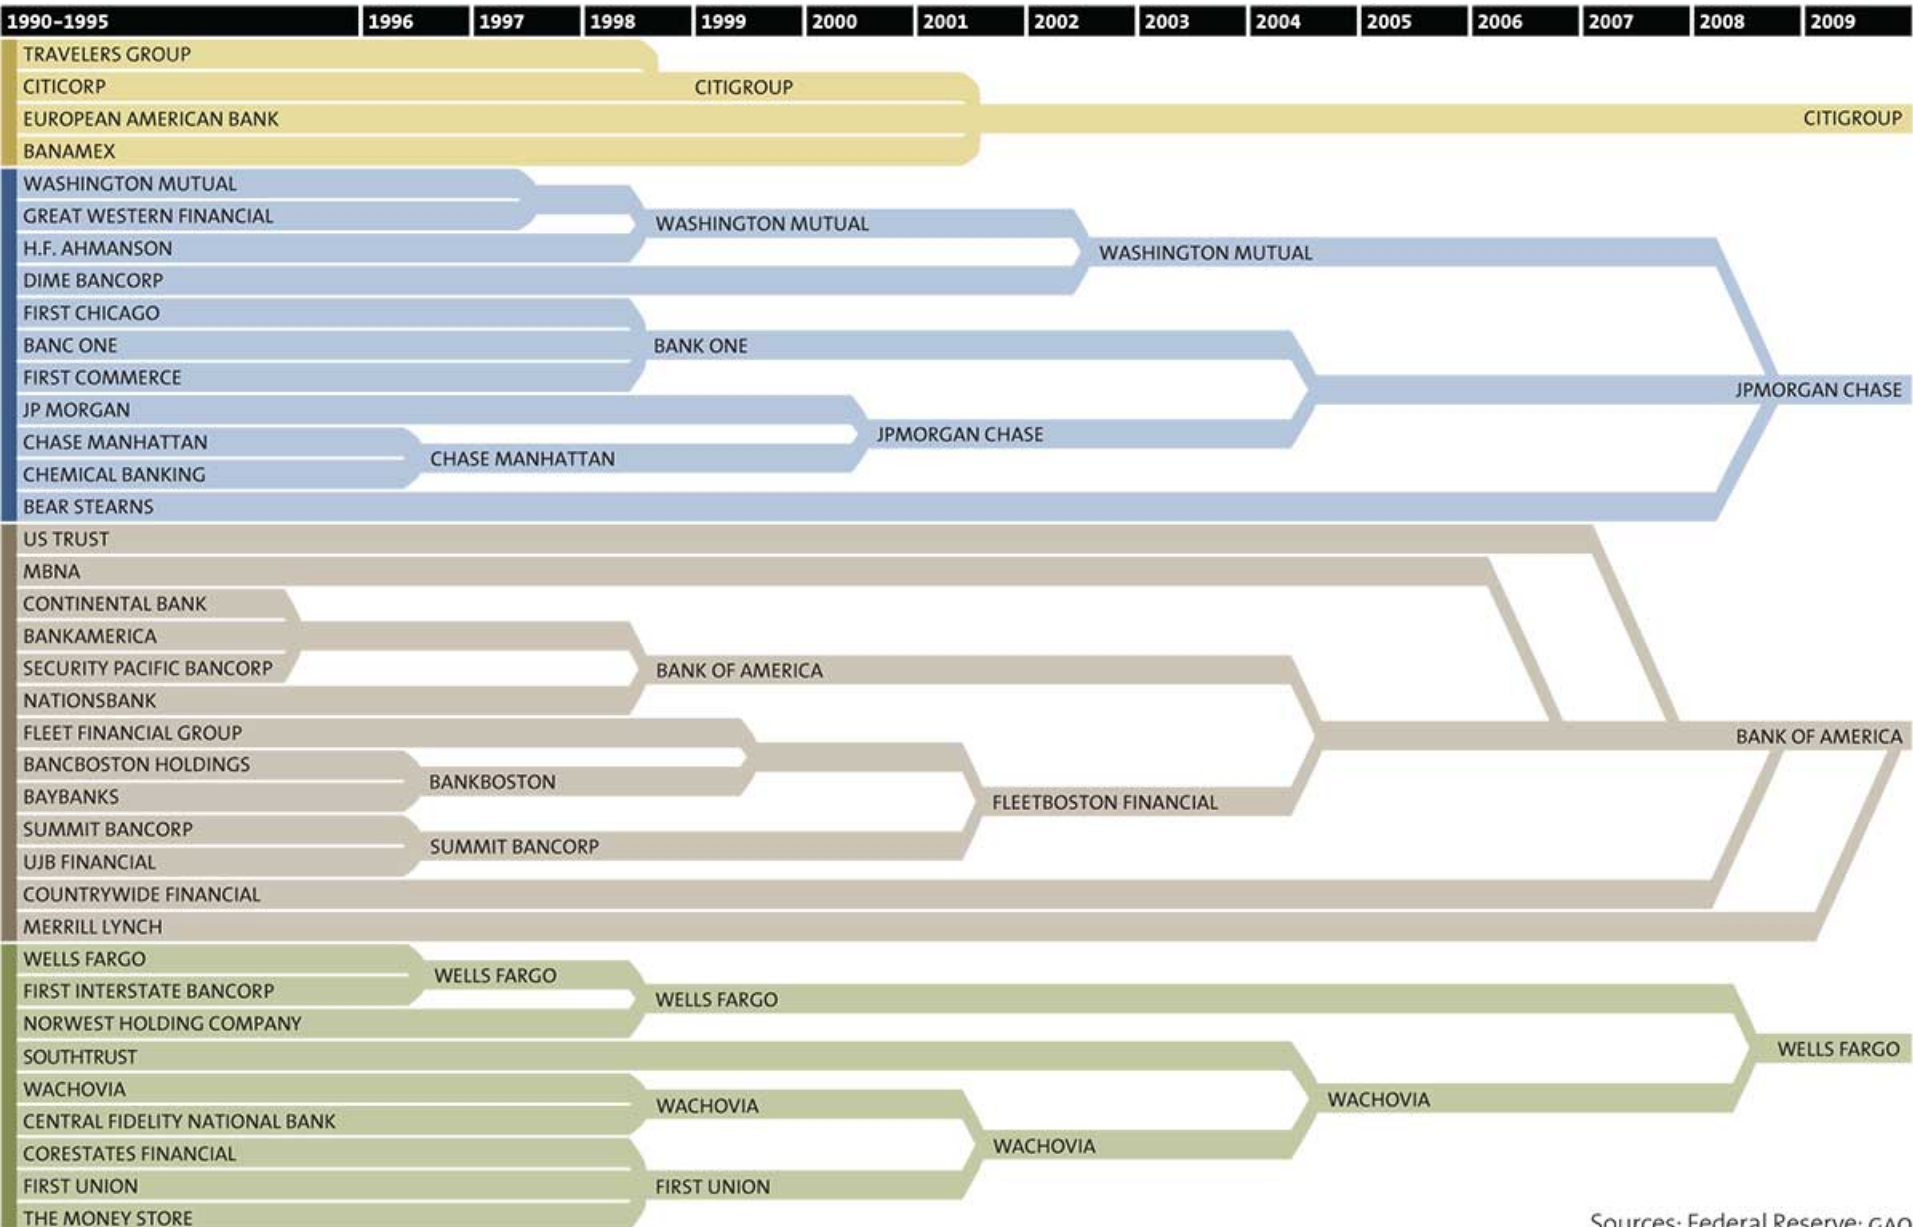 1990–1995 1996 1997 1998 1999 2000 2001 2002 2003 2004 2005 2006 2007 2008 2009
TRAVELERS GROUP
CITICORP CITIGROUP
EUROPEAN AMERICAN BANK CITIGROUP
BANAMEX
WASHINGTON MUTUAL
GREAT WESTERN FINANCIAL WASHINGTON MUTUAL
H.F. AHMANSON WASHINGTON MUTUAL
DIME BANCORP
FIRST CHICAGO
BANC ONE BANK ONE
FIRST COMMERCE JPMORGAN CHASE
JP MORGAN
CHASE MANHATTAN JPMORGAN CHASE
CHASE MANHATTAN
CHEMICAL BANKING
BEAR STEARNS
US TRUST
MBNA
CONTINENTAL BANK
BANKAMERICA
SECURITY PACIFIC BANCORP BANK OF AMERICA
NATIONSBANK
FLEET FINANCIAL GROUP BANK OF AMERICA
BANCBOSTON HOLDINGS
BANKBOSTON
BAYBANKS FLEETBOSTON FINANCIAL
SUMMIT BANCORP
SUMMIT BANCORP
UJB FINANCIAL
COUNTRYWIDE FINANCIAL
MERRILL LYNCH
WELLS FARGO
WELLS FARGO
FIRST INTERSTATE BANCORP WELLS FARGO
NORWEST HOLDING COMPANY
SOUTHTRUST WELLS FARGO
WACHOVIA
WACHOVIA WACHOVIA
CENTRAL FIDELITY NATIONAL BANK
CORESTATES FINANCIAL WACHOVIA
FIRST UNION FIRST UNION
THE MONEY STORE
Sources: Federal Reserve; GAO